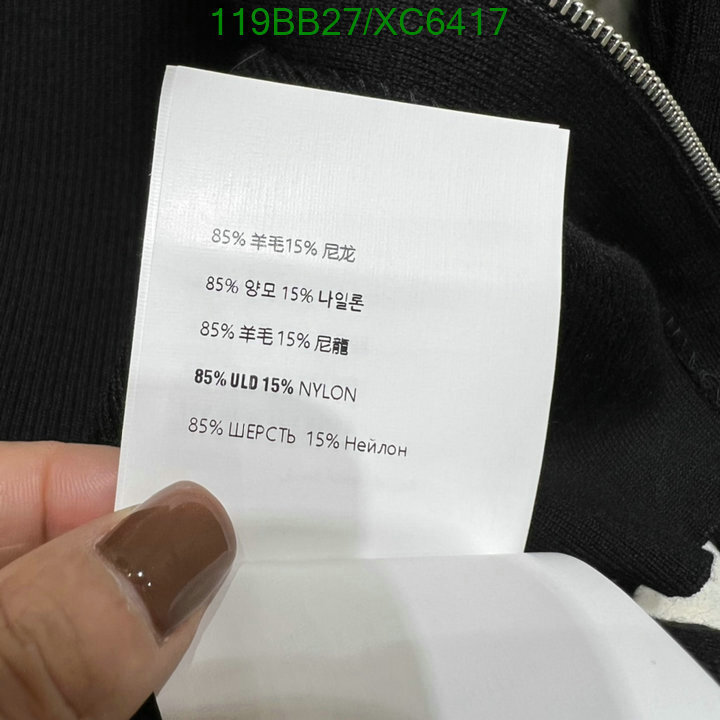 119BB27/XC6417
85% 羊毛15% 尼龙
85% 양모 15% 나일론
85% 羊毛15% 尼龍
85% ULD 15% NYLON
85% ШЕРСТЬ 15% Нейлон